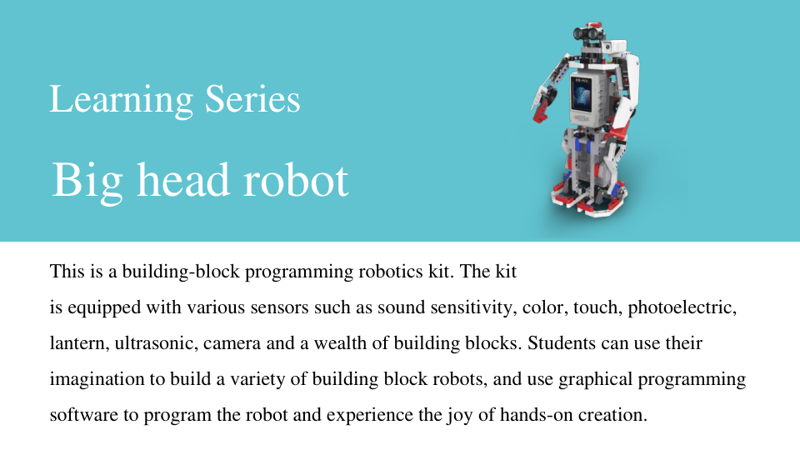 Learning Series
Big head robot
This is a building-block programming robotics kit. The kit
is equipped with various sensors such as sound sensitivity, color, touch, photoelectric,
lantern, ultrasonic, camera and a wealth of building blocks. Students can use their
imagination to build a variety of building block robots, and use graphical programming
software to program the robot and experience the joy of hands-on creation.